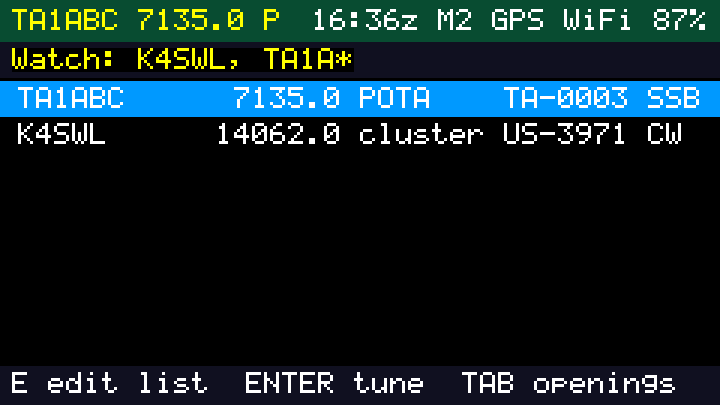 TA1ABC 7135.0 P 16:36z M2 GPS WiFi 87%
Watch: K4SWL, TA1A*
TA1ABC 7135.0 POTA TA-0003 SSB
K4SWL 14062.0 cluster US-3971 CW
E edit list ENTER tune TAB openings